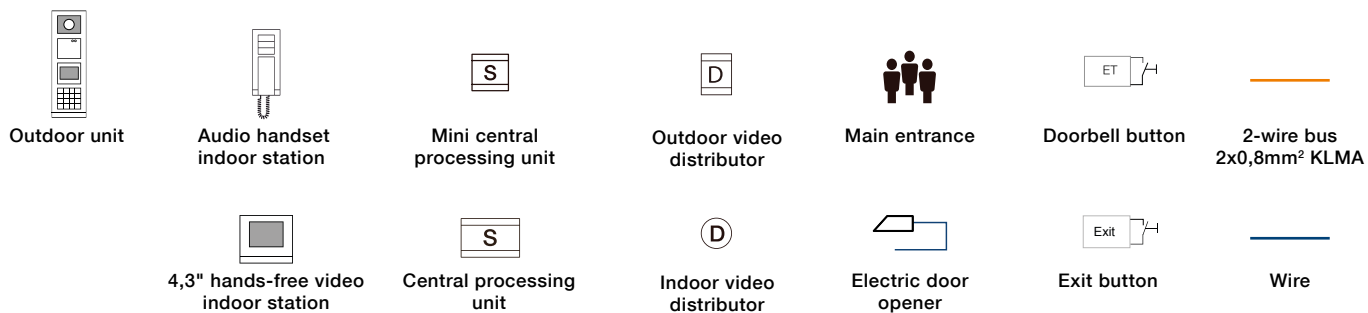 S
D
ET
Outdoor unit
Audio handset
indoor station
Mini central
processing unit
Outdoor video
distributor
Main entrance
Doorbell button
2-wire bus
2x0,8mm² KLMA
S
D
Exit
4,3" hands-free video
indoor station
Central processing
unit
Indoor video
distributor
Electric door
opener
Exit button
Wire